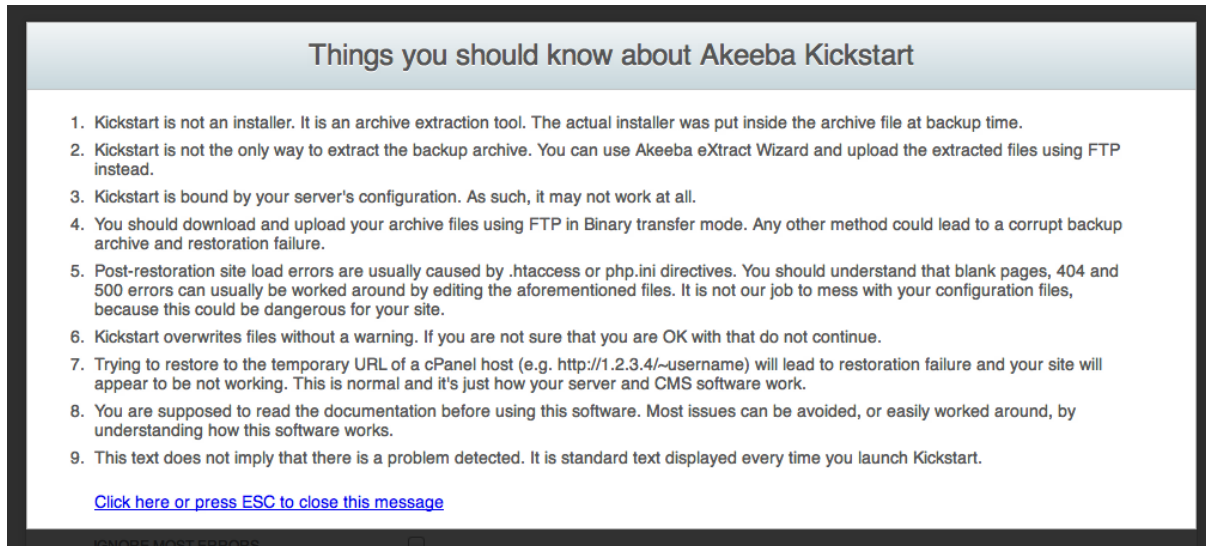 Things you should know about Akeeba Kickstart
1. Kickstart is not an installer. It is an archive extraction tool. The actual installer was put inside the archive file at backup time.
2. Kickstart is not the only way to extract the backup archive. You can use Akeeba eXtract Wizard and upload the extracted files using FTP
instead.
3. Kickstart is bound by your server's configuration. As such, it may not work at all.
4. You should download and upload your archive files using FTP in Binary transfer mode. Any other method could lead to a corrupt backup
archive and restoration failure.
5. Post-restoration site load errors are usually caused by .htaccess or php.ini directives. You should understand that blank pages, 404 and
500 errors can usually be worked around by editing the aforementioned files. It is not our job to mess with your configuration files,
because this could be dangerous for your site.
6. Kickstart overwrites files without a warning. If you are not sure that you are OK with that do not continue.
7. Trying to restore to the temporary URL of a cPanel host (e.g. http://1.2.3.4/~username) will lead to restoration failure and your site will
appear to be not working. This is normal and it's just how your server and CMS software work.
8. You are supposed to read the documentation before using this software. Most issues can be avoided, or easily worked around, by
understanding how this software works.
9. This text does not imply that there is a problem detected. It is standard text displayed every time you launch Kickstart.
Click here or press ESC to close this message
IGNORE MOST ERRORS